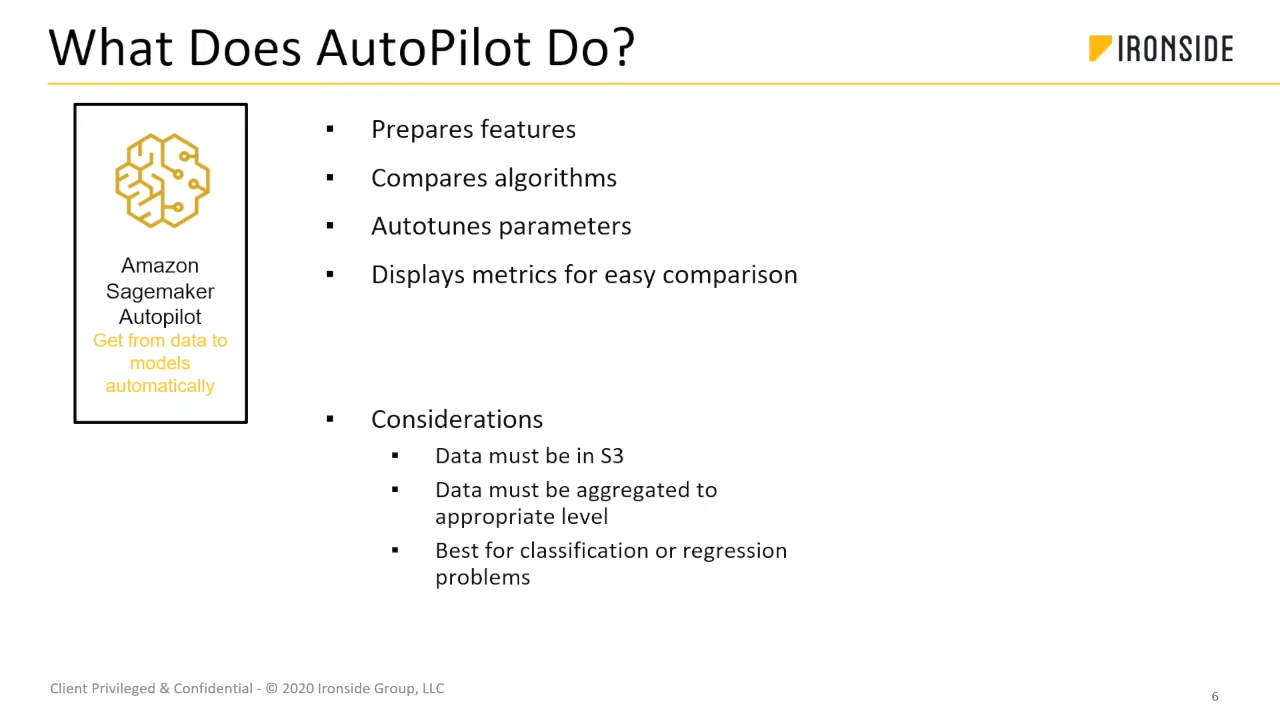 What Does AutoPilot Do?
IRONSIDE
Amazon
Sagemaker
Autopilot
Get from data to
models
automatically
▪ Prepares features
▪ Compares algorithms
▪ Autotunes parameters
▪ Displays metrics for easy comparison
▪ Considerations
▪ Data must be in S3
▪ Data must be aggregated to
appropriate level
▪ Best for classification or regression
problems
Client Privileged & Confidential - © 2020 Ironside Group, LLC
6